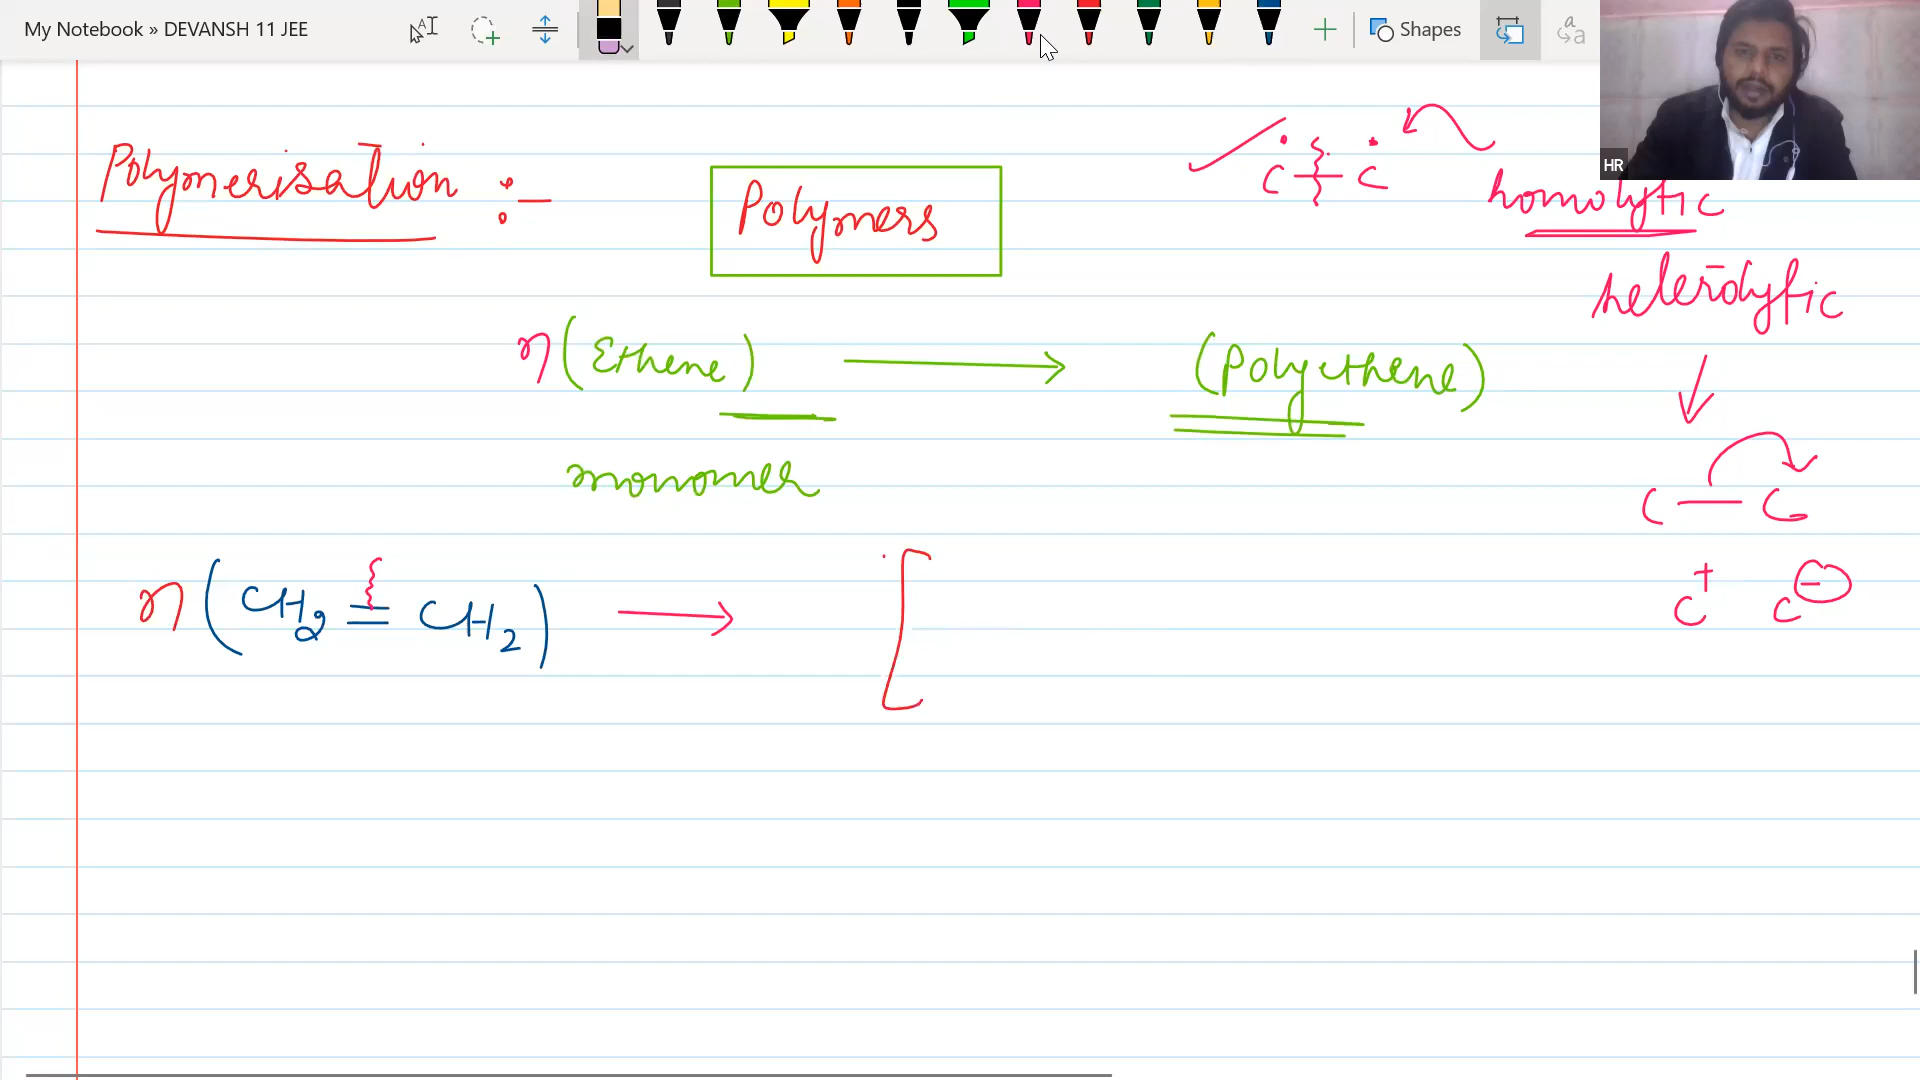 My Notebook » DEVANSH 11 JEE
Shapes
HR
Polymerisation :-
Polymers
C C
homolytic
heterolytic
n (Ethene) → (Polyethene)
monomer
C — C
C+ C⊖
n (CH2 = CH2) → [